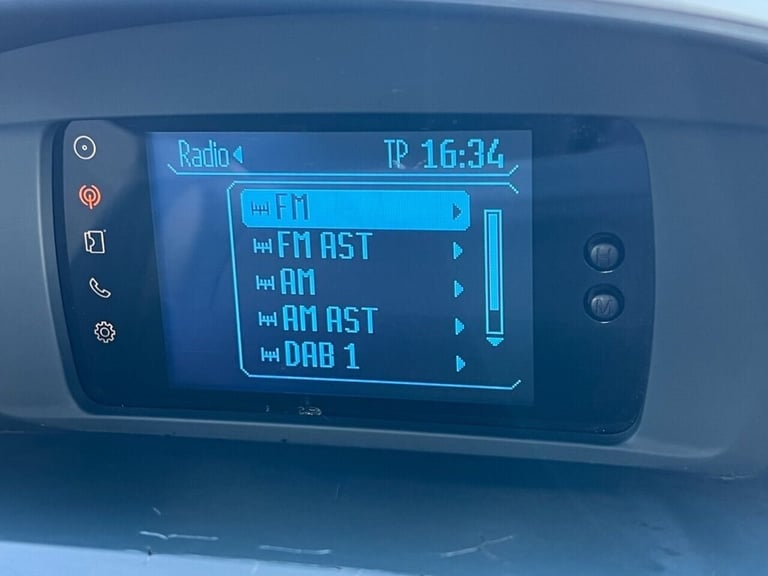 Radio
TP 16:34
FM
FM AST
AM
AM AST
DAB 1
H
M